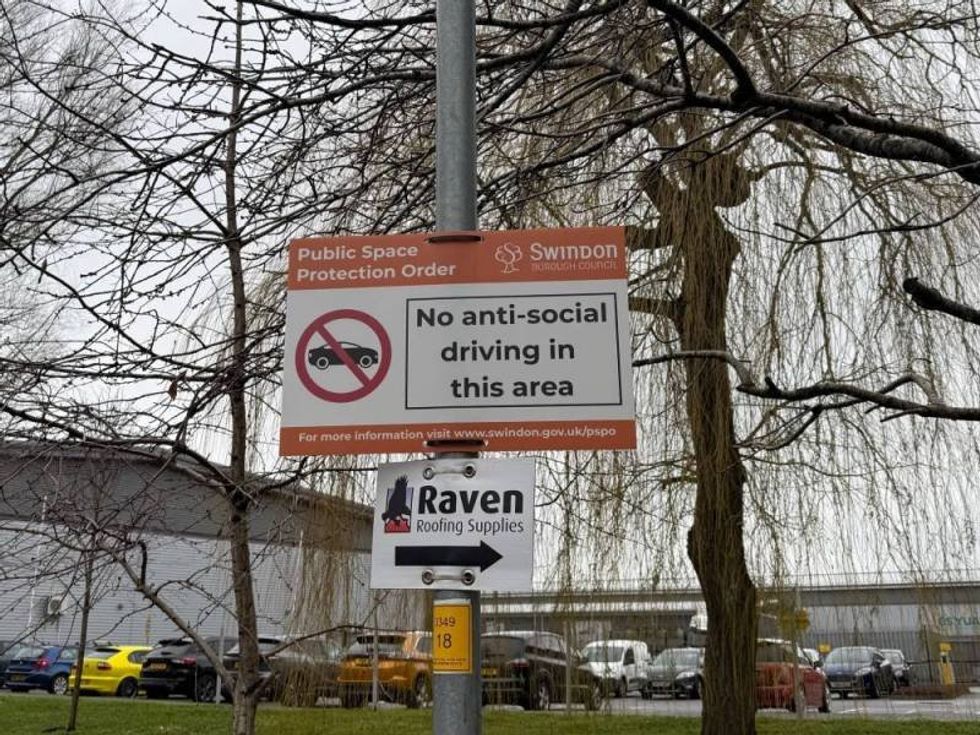 Public Space
Protection Order
SWINDON
BOROUGH COUNCIL
No anti-social
driving in
this area
For more information visit www.swindon.gov.uk/pspo
Raven
Roofing Supplies
0349
18